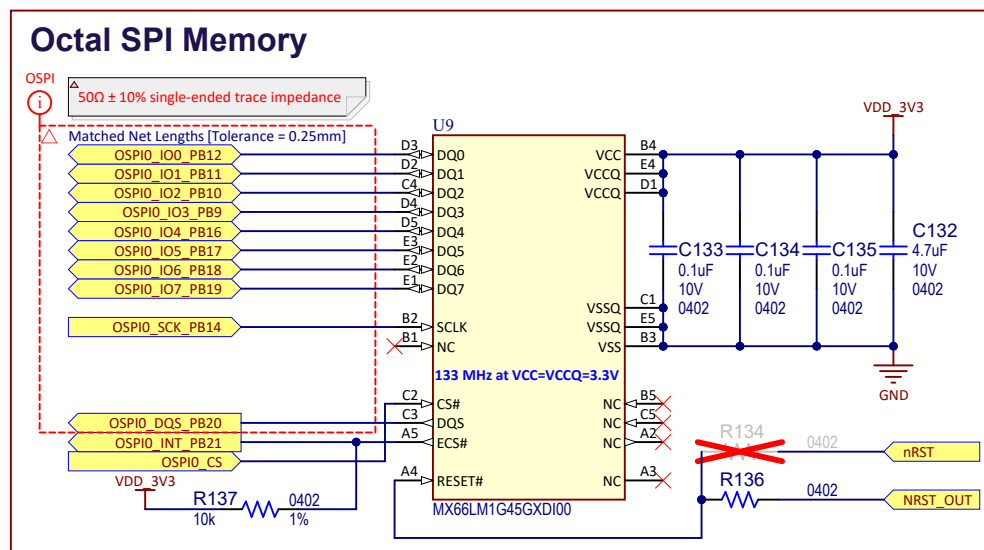 Octal SPI Memory
OSPI
i
50Ω ± 10% single-ended trace impedance
Matched Net Lengths [Tolerance = 0.25mm]
U9
VDD_3V3
OSPI0_IO0_PB12 D3 DQ0 VCC B4
OSPI0_IO1_PB11 D2 DQ1 VCCQ E4
OSPI0_IO2_PB10 C4 DQ2 VCCQ D1
OSPI0_IO3_PB9 D4 DQ3
OSPI0_IO4_PB16 D5 DQ4
OSPI0_IO5_PB17 E3 DQ5
OSPI0_IO6_PB18 E2 DQ6
OSPI0_IO7_PB19 E1 DQ7
C133
0.1uF
10V
0402
C134
0.1uF
10V
0402
C135
0.1uF
10V
0402
C132
4.7uF
10V
0402
VSSQ C1
OSPI0_SCK_PB14 B2 SCLK VSSQ E5
B1 NC VSS B3
133 MHz at VCC=VCCQ=3.3V
GND
C2 CS# NC B5
OSPI0_DQS_PB20 C3 DQS NC C5
OSPI0_INT_PB21 A5 ECS# NC A2
OSPI0_CS
R134 0402 nRST
A4 RESET# NC A3
VDD_3V3
R137 0402
10k 1%
R136 0402 NRST_OUT
MX66LM1G45GXDI00